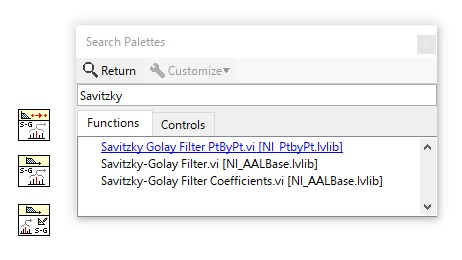 Search Palettes
x
Return Customize
Savitzky
Functions Controls
Savitzky Golay Filter PtByPt.vi [NI_PtbyPt.lvlib]
Savitzky-Golay Filter.vi [NI_AALBase.lvlib]
Savitzky-Golay Filter Coefficients.vi [NI_AALBase.lvlib]
S-G
S-G
S-G